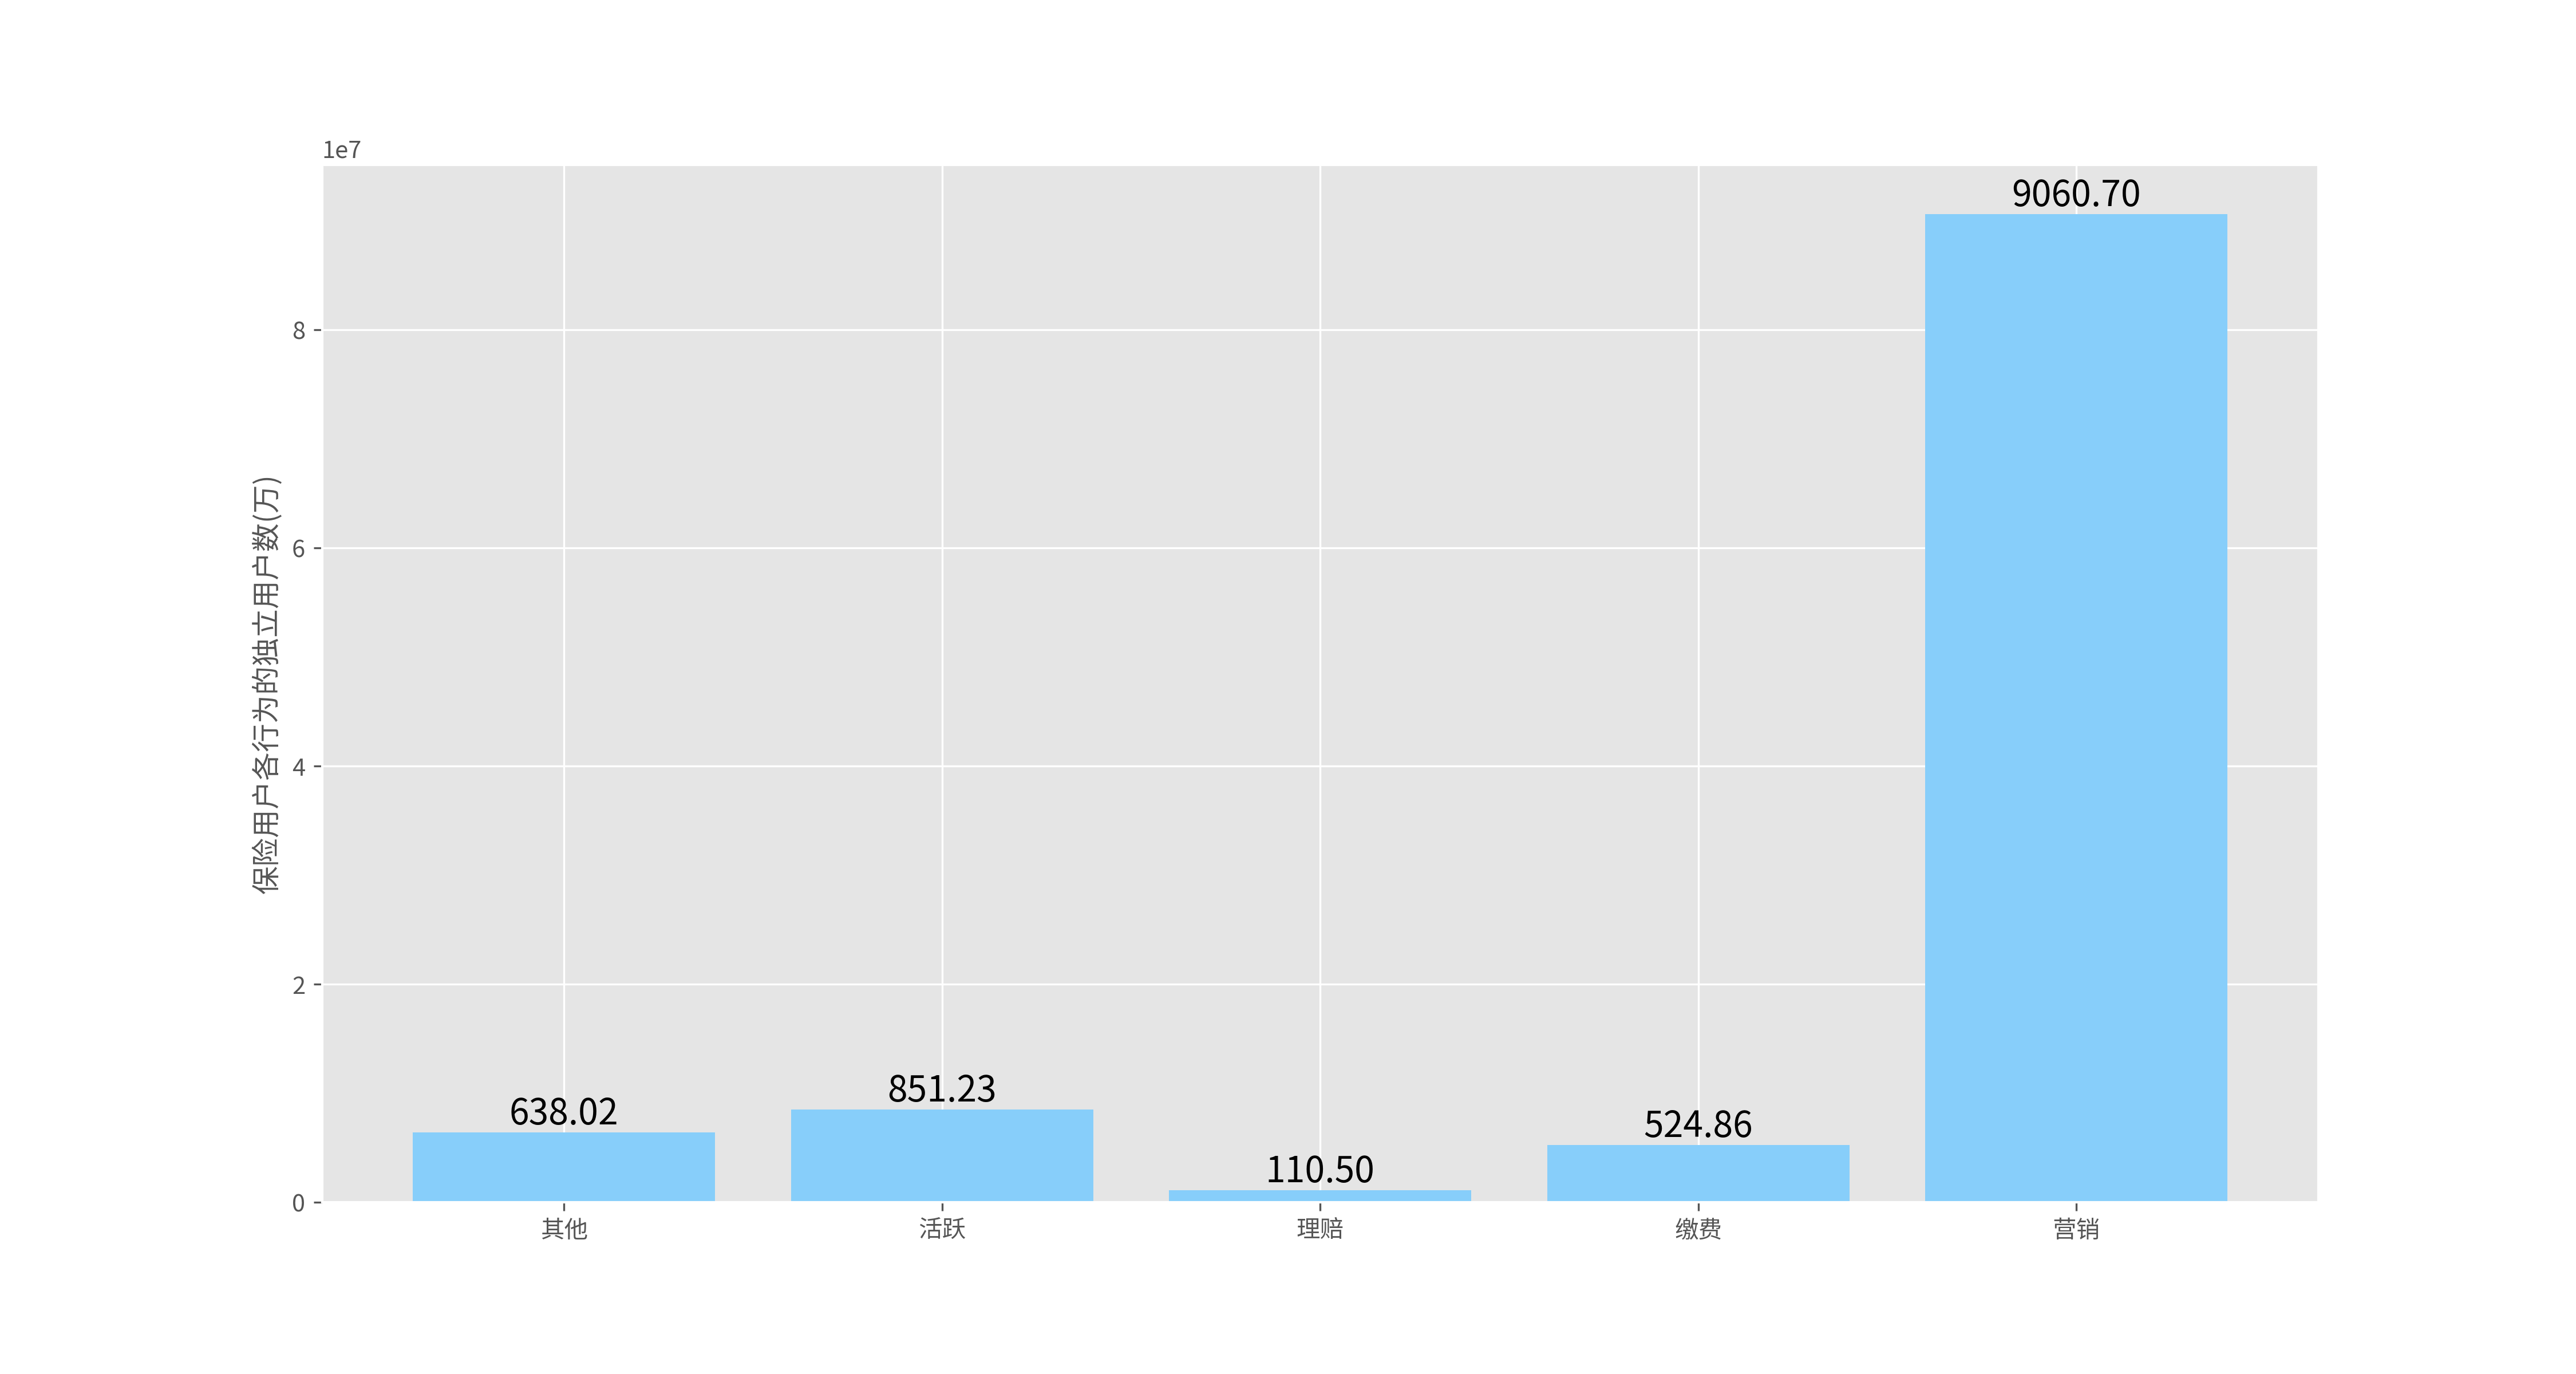 1e7
9060.70
8
6
4
2
0
保险用户各行为的独立用户数(万)
638.02
851.23
110.50
524.86
其他
活跃
理赔
缴费
营销